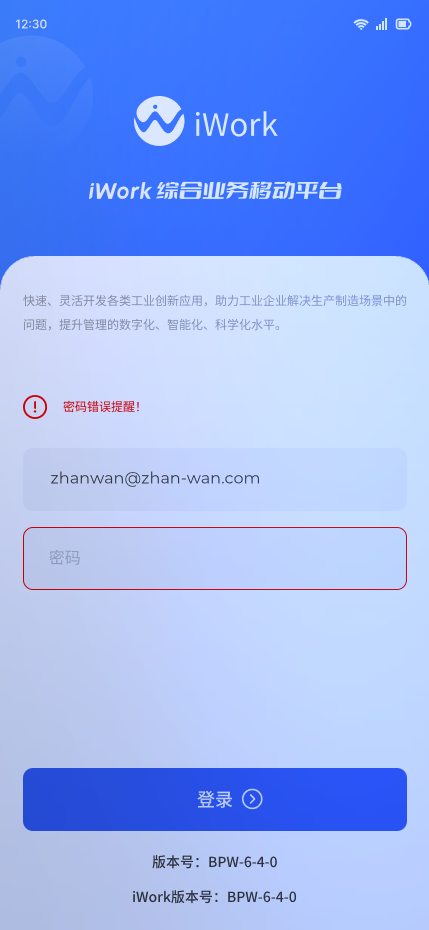 12:30
iWork
iWork 综合业务移动平台
快速、灵活开发各类工业创新应用，助力工业企业解决生产制造场景中的
问题，提升管理的数字化、智能化、科学化水平。
密码错误提醒！
zhanwan@zhan-wan.com
密码
登录
版本号：BPW-6-4-0
iWork版本号：BPW-6-4-0